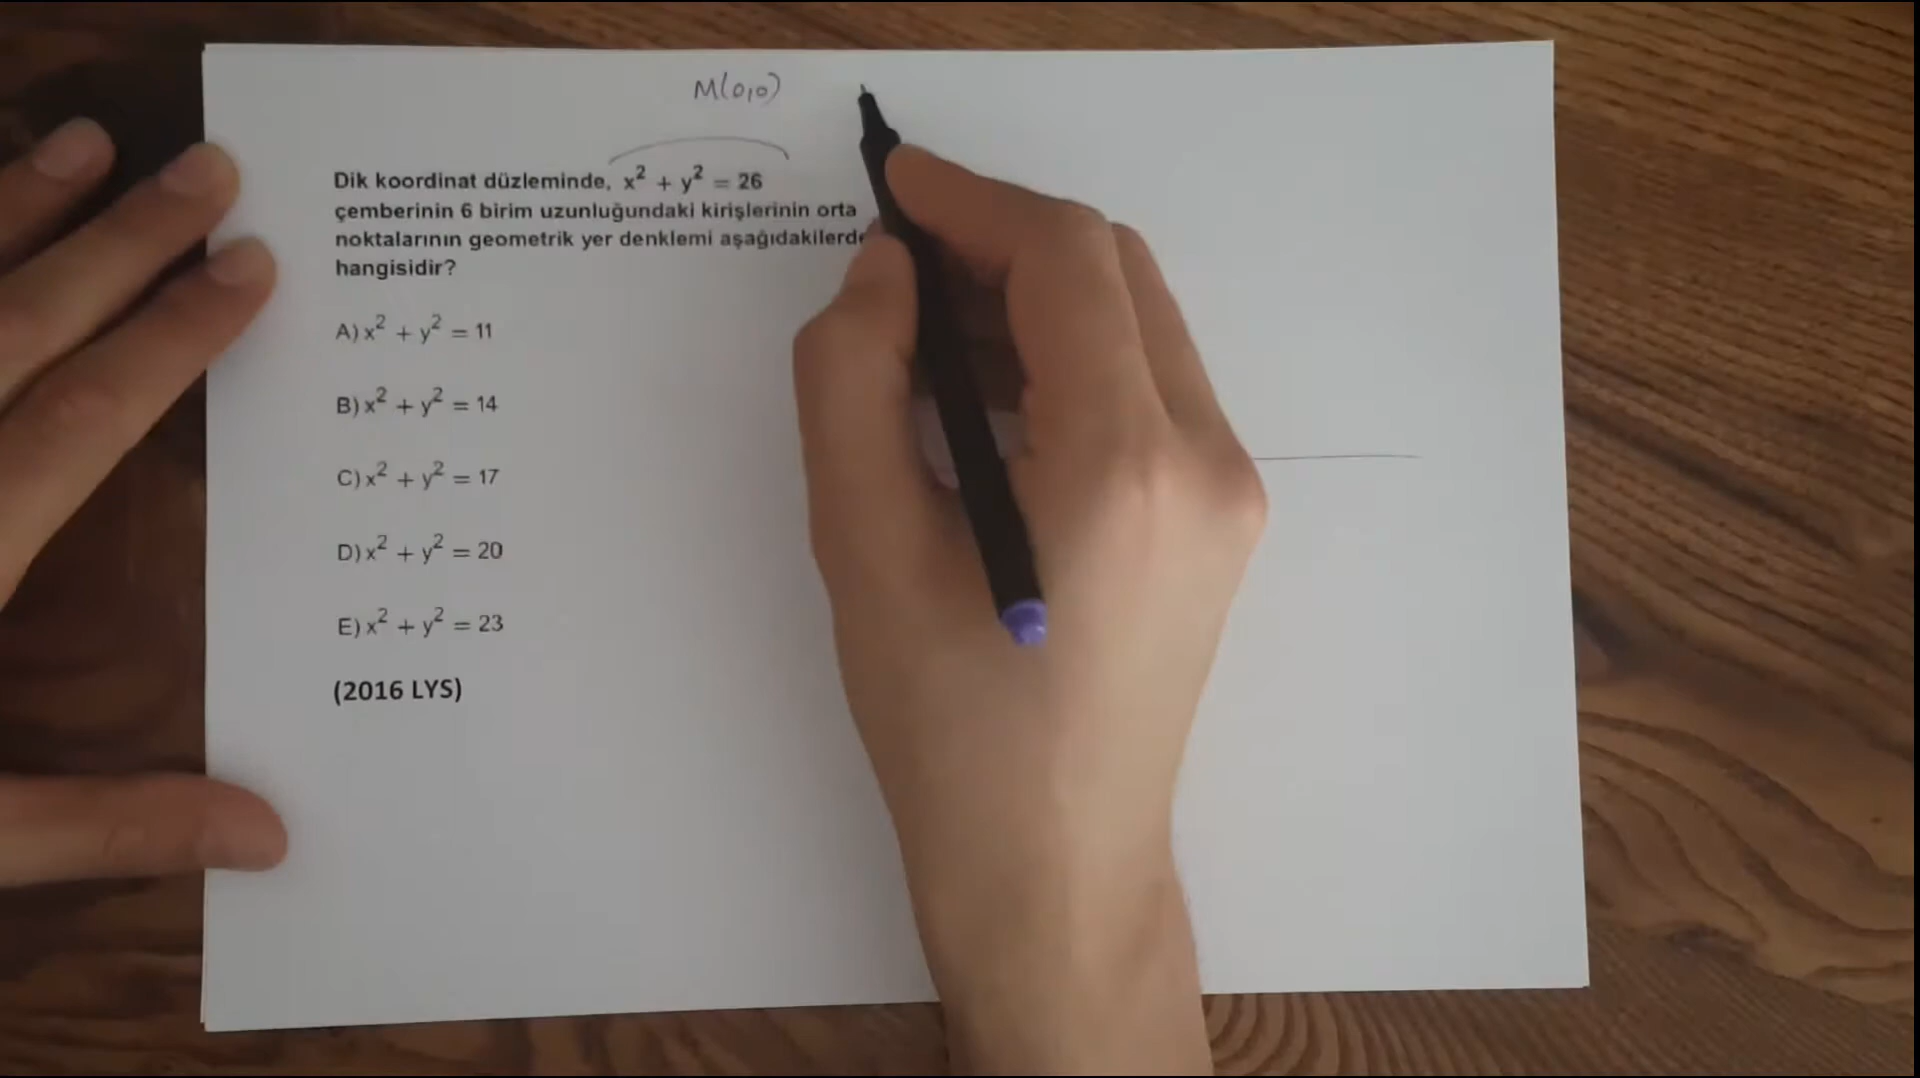 M(0,0)
Dik koordinat düzleminde, x² + y² = 26
çemberinin 6 birim uzunluğundaki kirişlerinin orta
noktalarının geometrik yer denklemi
hangisidir?
A) x² + y² = 11
B) x² + y² = 14
C) x² + y² = 17
D) x² + y² = 20
E) x² + y² = 23
(2016 LYS)